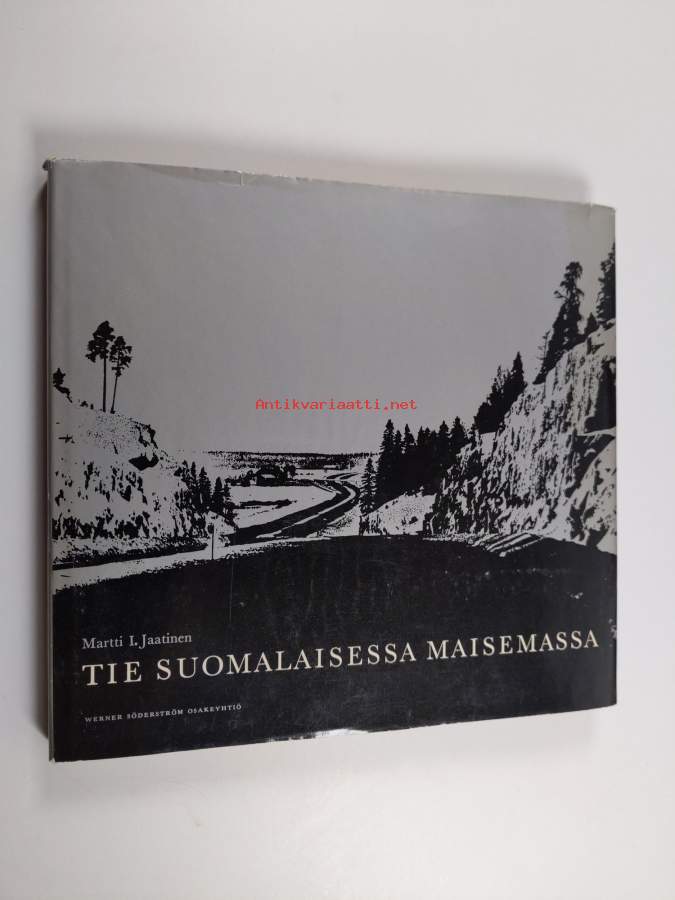 Antikvariaatti.net
Martti I. Jaatinen
TIE SUOMALAISESSA MAISEMASSA
WERNER SÖDERSTRÖM OSAKEYHTIÖ